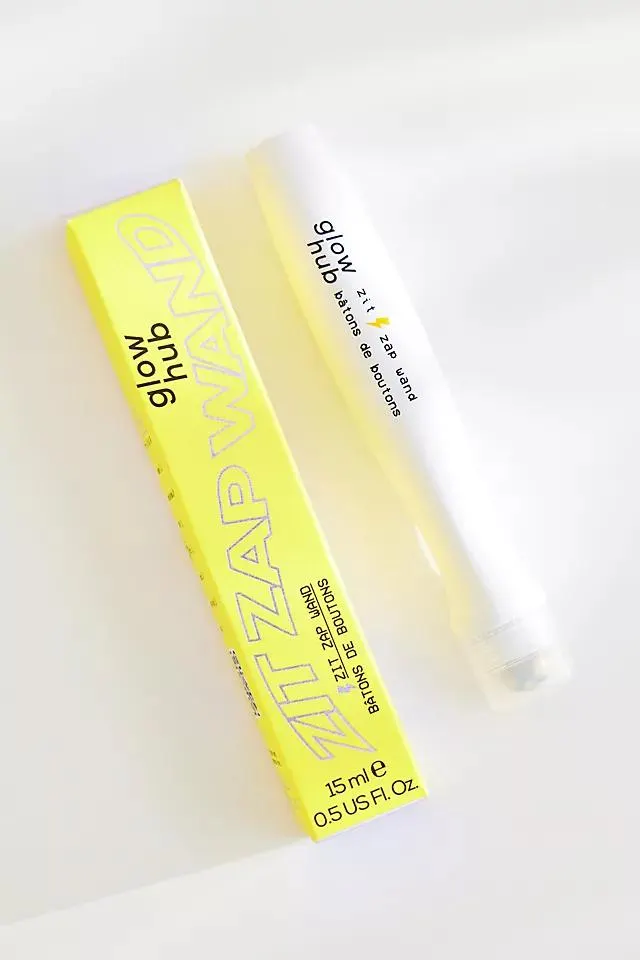 glow
hub
ZIT ZAP WAND
ZIT ZAP WAND
BÂTONS DE BOUTONS
15 ml e
0.5 US Fl. Oz.
glow
hub
zit zap wand
bâtons de boutons